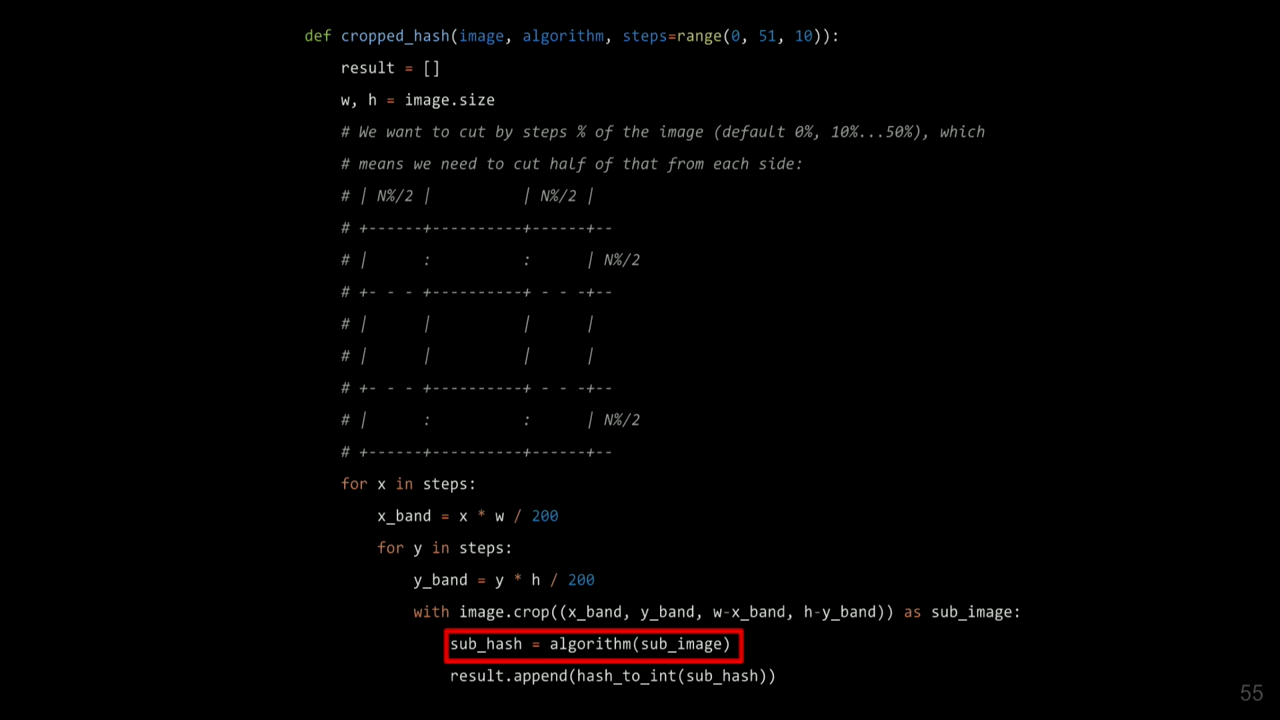 def cropped_hash(image, algorithm, steps=range(0, 51, 10)):
    result = []
    w, h = image.size
    # We want to cut by steps % of the image (default 0%, 10%...50%), which
    # means we need to cut half of that from each side:
    # | N%/2 |          | N%/2 |
    # +------+----------+------+--
    # |      :          :      | N%/2
    # +- - - +----------+ - - -+--
    # |      |          |      |
    # |      |          |      |
    # +- - - +----------+ - - -+--
    # |      :          :      | N%/2
    # +------+----------+------+--
    for x in steps:
        x_band = x * w / 200
        for y in steps:
            y_band = y * h / 200
            with image.crop((x_band, y_band, w-x_band, h-y_band)) as sub_image:
                sub_hash = algorithm(sub_image)
                result.append(hash_to_int(sub_hash))
55